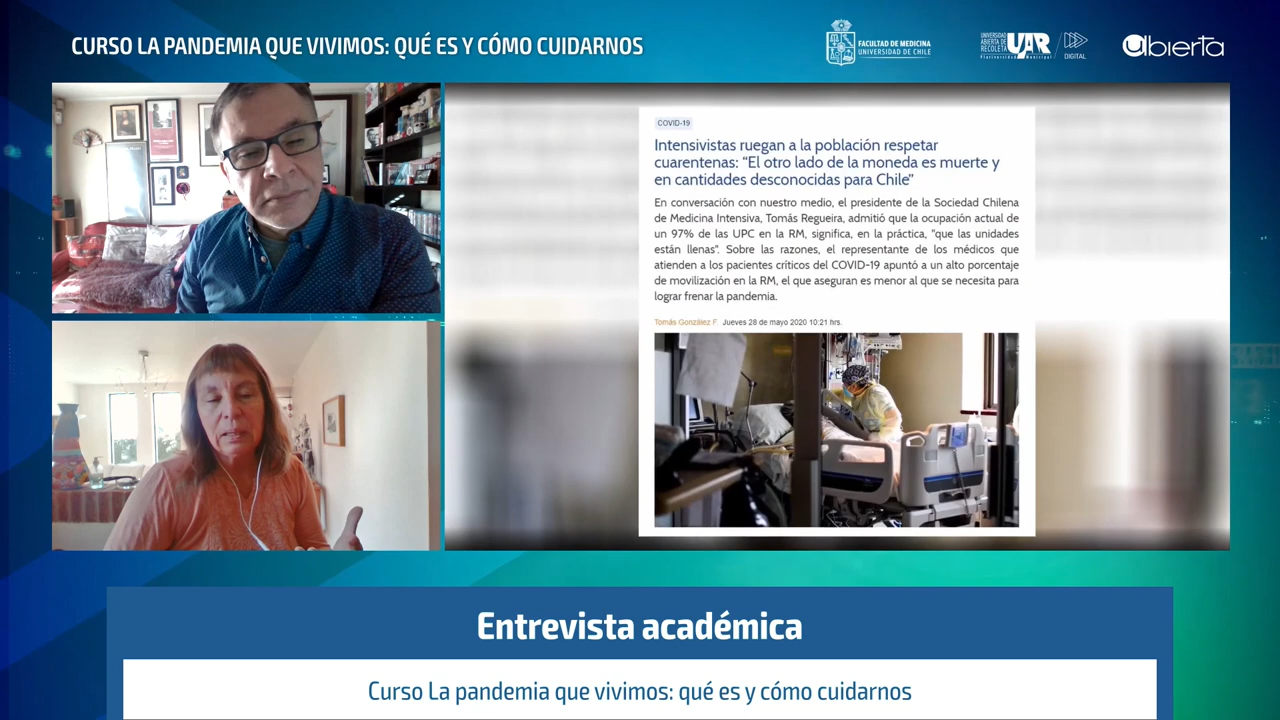 CURSO LA PANDEMIA QUE VIVIMOS: QUÉ ES Y CÓMO CUIDARNOS
FACULTAD DE MEDICINA
UNIVERSIDAD DE CHILE
UNIVERSIDAD
ABIERTA DE
RECOLETA
UAR
DIGITAL
uabierta
COVID-19
Intensivistas ruegan a la población respetar
cuarentenas: “El otro lado de la moneda es muerte y
en cantidades desconocidas para Chile”
En conversación con nuestro medio, el presidente de la Sociedad Chilena
de Medicina Intensiva, Tomás Regueira, admitió que la ocupación actual de
un 97% de las UPC en la RM, significa, en la práctica, "que las unidades
están llenas". Sobre las razones, el representante de los médicos que
atienden a los pacientes críticos del COVID-19 apuntó a un alto porcentaje
de movilización en la RM, el que aseguran es menor al que se necesita para
lograr frenar la pandemia.
Tomás González F. Jueves 28 de mayo 2020 10:21 hrs.
Entrevista académica
Curso La pandemia que vivimos: qué es y cómo cuidarnos